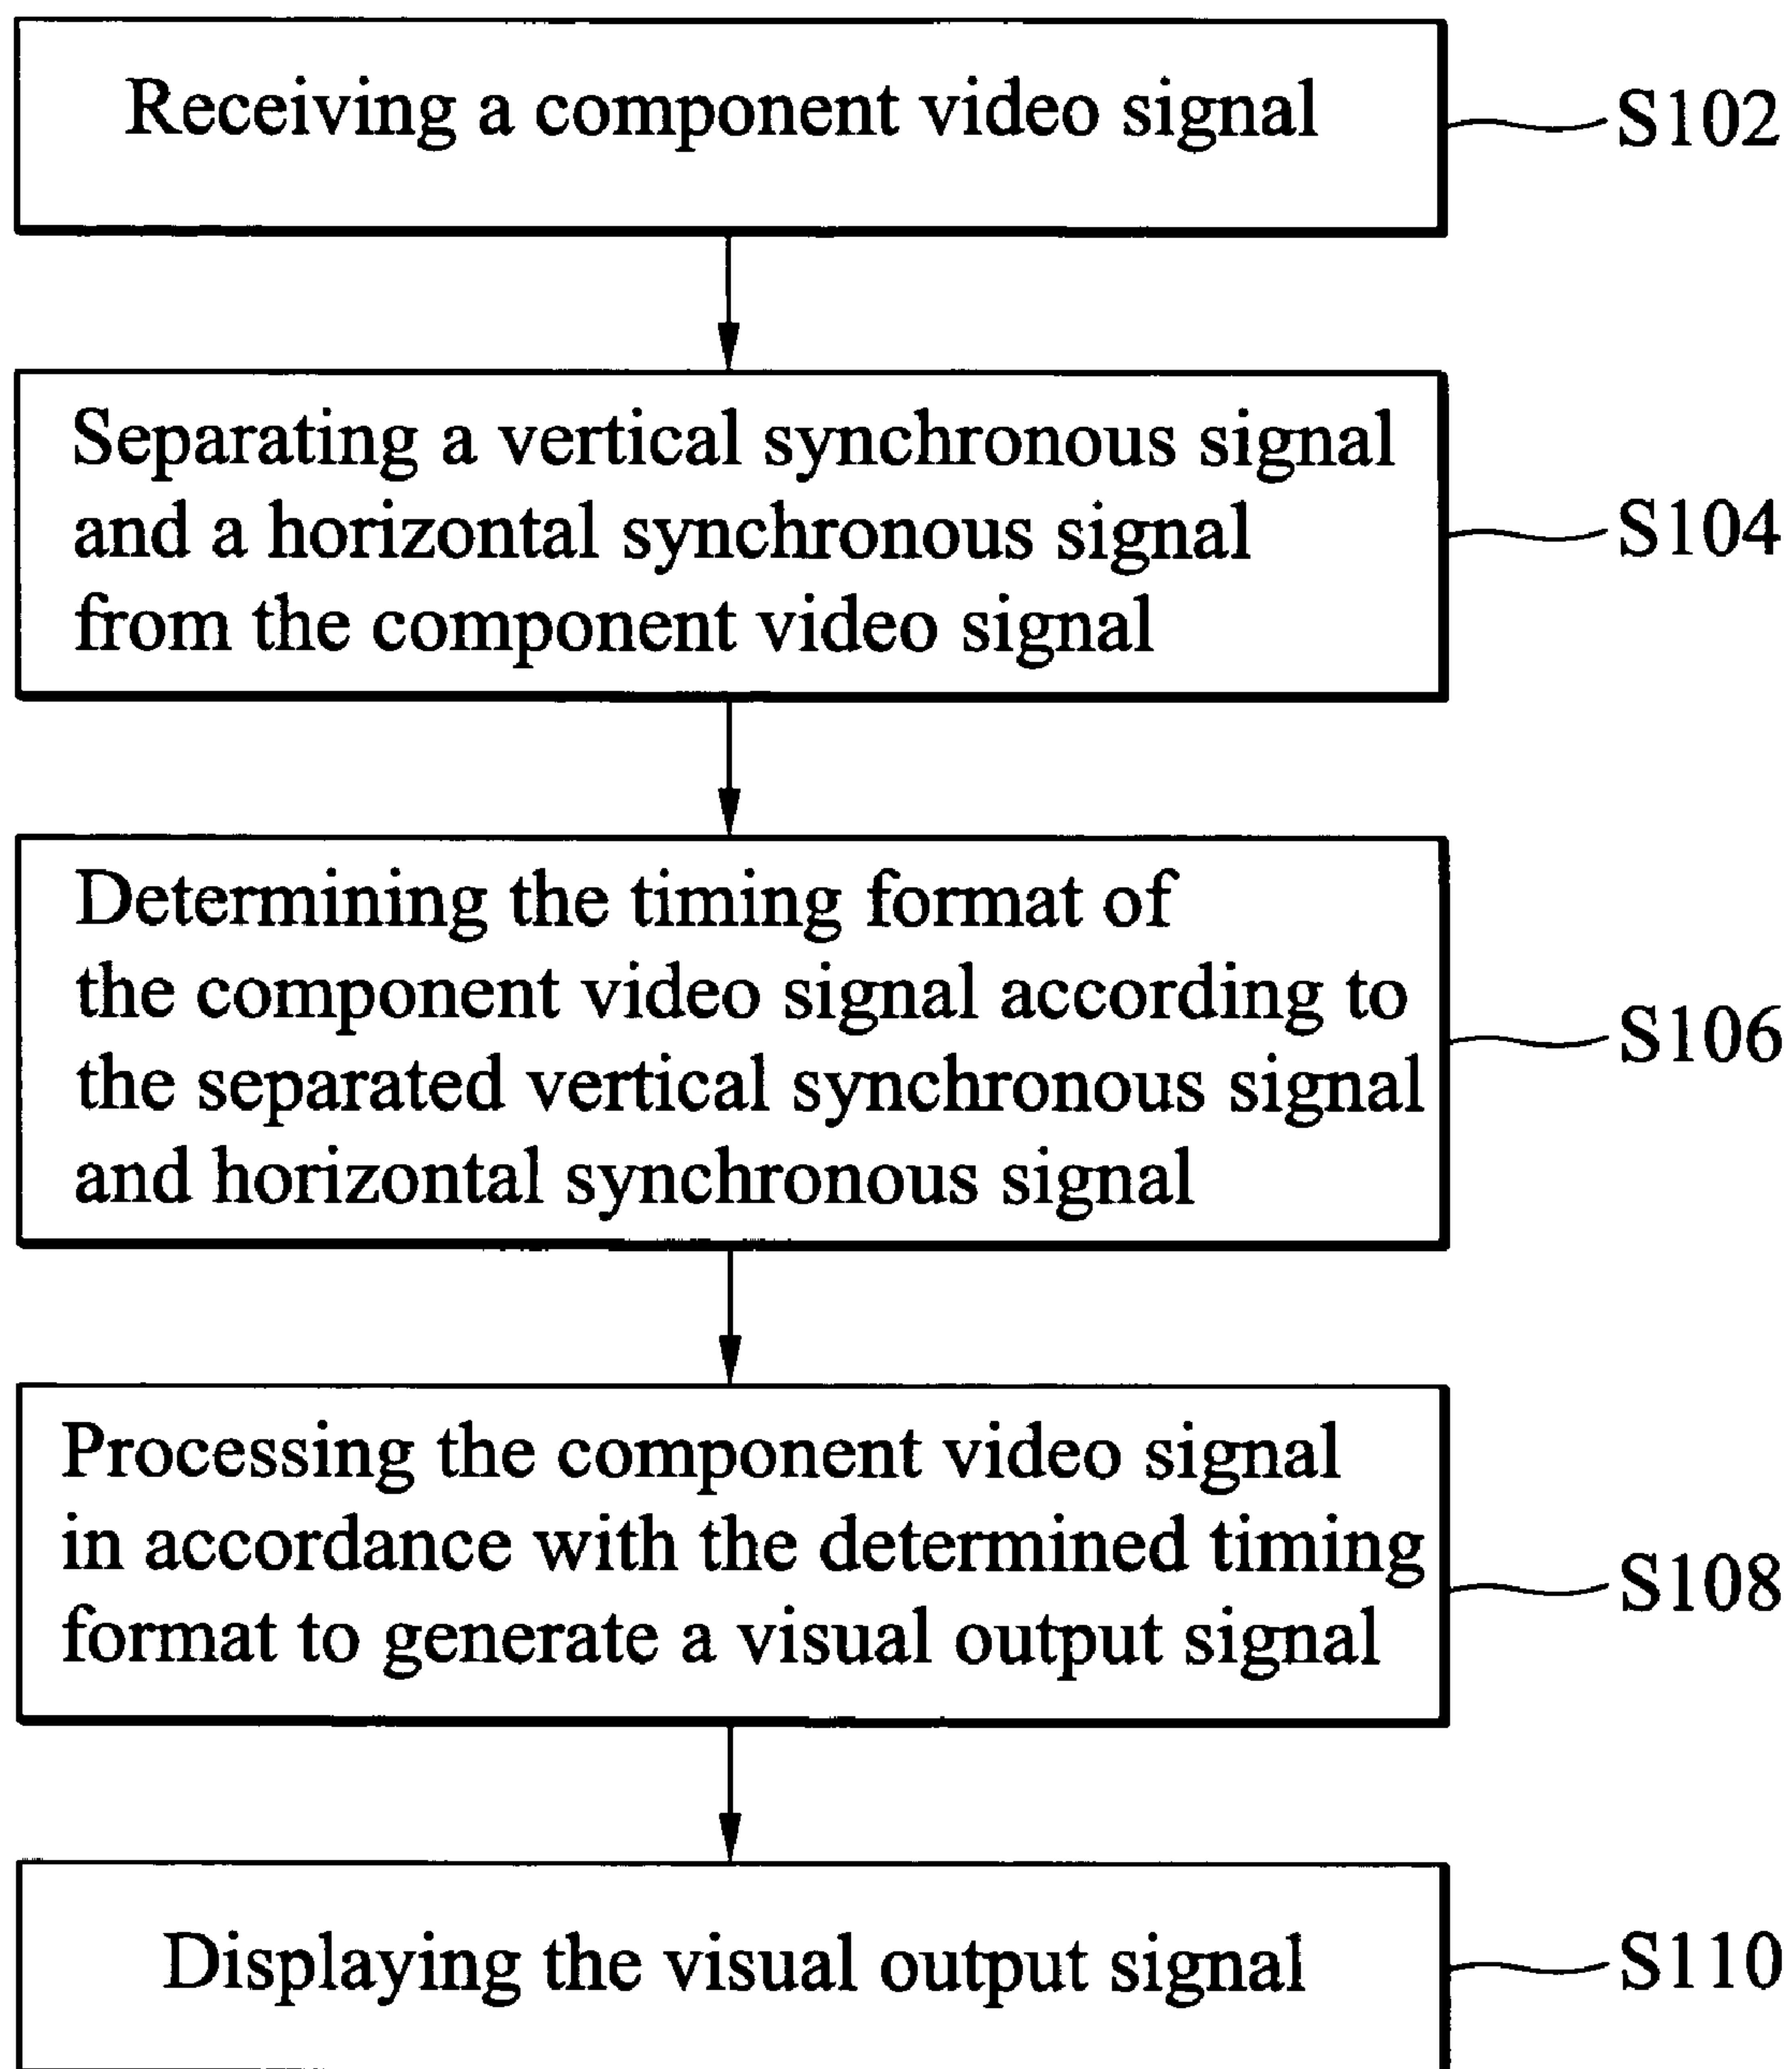 Receiving a component video signal
S102
Separating a vertical synchronous signal
and a horizontal synchronous signal
from the component video signal
S104
Determining the timing format of
the component video signal according to
the separated vertical synchronous signal
and horizontal synchronous signal
S106
Processing the component video signal
in accordance with the determined timing
format to generate a visual output signal
S108
Displaying the visual output signal
S110